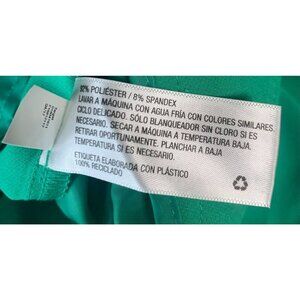 92% POLIÉSTER / 8% SPANDEX
LAVAR A MÁQUINA CON AGUA FRÍA CON COLORES SIMILARES.
CICLO DELICADO. SÓLO BLANQUEADOR SIN CLORO SI ES
NECESARIO. SECAR A MÁQUINA A TEMPERATURA BAJA.
RETIRAR OPORTUNAMENTE. PLANCHAR A BAJA
TEMPERATURA SI ES NECESARIO.
ETIQUETA ELABORADA CON PLÁSTICO
100% RECICLADO